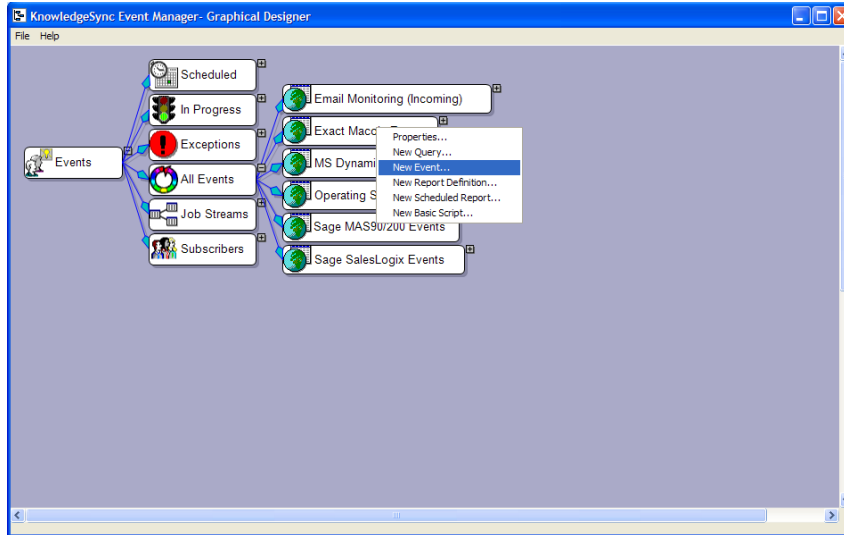 KnowledgeSync Event Manager- Graphical Designer
File Help
Scheduled
In Progress
Exceptions
Events
All Events
Job Streams
Subscribers
Email Monitoring (Incoming)
Exact Macola
MS Dynami
Operating S
Sage MAS90/200 Events
Sage SalesLogix Events
Properties...
New Query...
New Event...
New Report Definition...
New Scheduled Report...
New Basic Script...